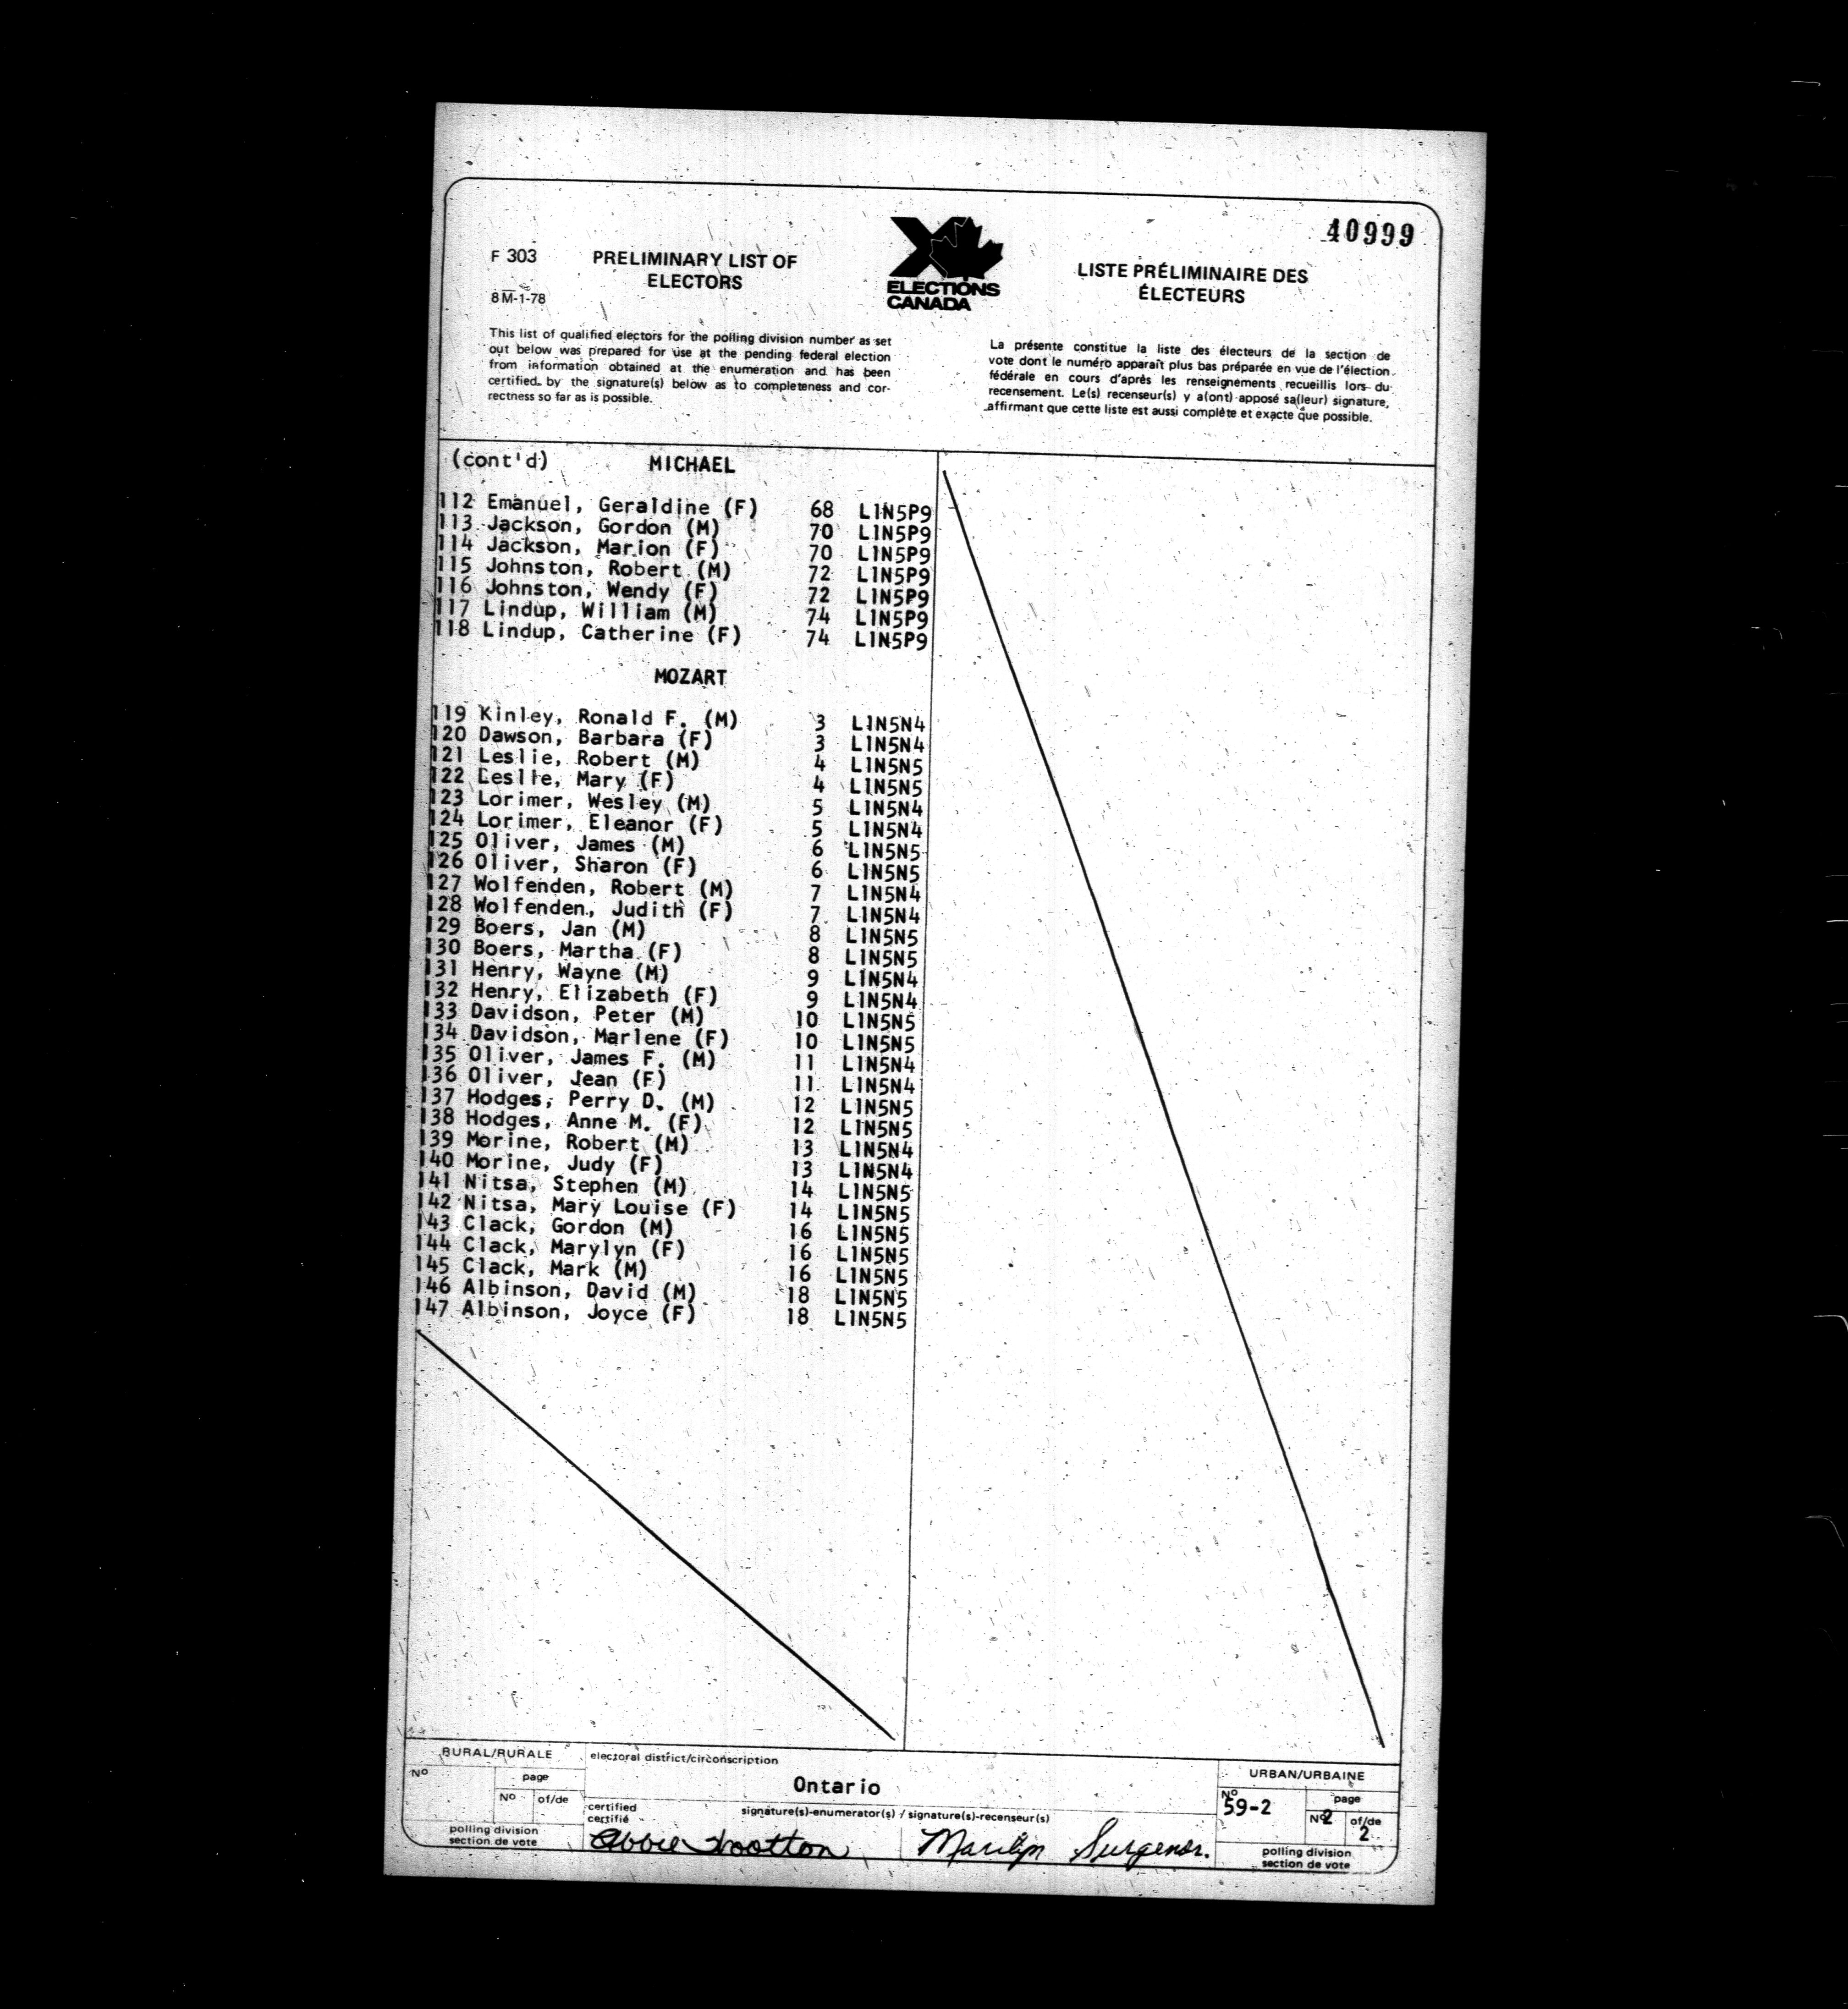 40999
F 303
8 M-1-78
PRELIMINARY LIST OF
ELECTORS
ELECTIONS
CANADA
LISTE PRÉLIMINAIRE DES
ÉLECTEURS
This list of qualified electors for the polling division number as set
out below was prepared for use at the pending federal election
from information obtained at the enumeration and has been
certified by the signature(s) below as to completeness and cor-
rectness so far as is possible.
La présente constitue la liste des électeurs de la section de
vote dont le numéro apparaît plus bas préparée en vue de l'élection
fédérale en cours d'après les renseignements recueillis lors du
recensement. Le(s) recenseur(s) y a(ont) apposé sa(leur) signature,
affirmant que cette liste est aussi complète et exacte que possible.
(cont'd) MICHAEL
112 Emanuel, Geraldine (F) 68 L1N5P9
113 Jackson, Gordon (M) 70 L1N5P9
114 Jackson, Marion (F) 70 L1N5P9
115 Johnston, Robert (M) 72 L1N5P9
116 Johnston, Wendy (F) 72 L1N5P9
117 Lindup, William (M) 74 L1N5P9
118 Lindup, Catherine (F) 74 L1N5P9
MOZART
119 Kinley, Ronald F. (M) 3 L1N5N4
120 Dawson, Barbara (F) 3 L1N5N4
121 Leslie, Robert (M) 4 L1N5N5
122 Leslie, Mary (F) 4 L1N5N5
123 Lorimer, Wesley (M) 5 L1N5N4
124 Lorimer, Eleanor (F) 5 L1N5N4
125 Oliver, James (M) 6 L1N5N5
126 Oliver, Sharon (F) 6 L1N5N5
127 Wolfenden, Robert (M) 7 L1N5N4
128 Wolfenden, Judith (F) 7 L1N5N4
129 Boers, Jan (M) 8 L1N5N5
130 Boers, Martha (F) 8 L1N5N5
131 Henry, Wayne (M) 9 L1N5N4
132 Henry, Elizabeth (F) 9 L1N5N4
133 Davidson, Peter (M) 10 L1N5N5
134 Davidson, Marlene (F) 10 L1N5N5
135 Oliver, James F. (M) 11 L1N5N4
136 Oliver, Jean (F) 11 L1N5N4
137 Hodges, Perry D. (M) 12 L1N5N5
138 Hodges, Anne M. (F) 12 L1N5N5
139 Morine, Robert (M) 13 L1N5N4
140 Morine, Judy (F) 13 L1N5N4
141 Nitsa, Stephen (M) 14 L1N5N5
142 Nitsa, Mary Louise (F) 14 L1N5N5
143 Clack, Gordon (M) 16 L1N5N5
144 Clack, Marylyn (F) 16 L1N5N5
145 Clack, Mark (M) 16 L1N5N5
146 Albinson, David (M) 18 L1N5N5
147 Albinson, Joyce (F) 18 L1N5N5
RURAL/RURALE
No
page
No of/de
polling division
section de vote
electoral district/circonscription
Ontario
certified
certifié
signature(s)-enumerator(s) / signature(s)-recenseur(s)
Abbie Wootton Marilyn Surgenor.
URBAN/URBAINE
No
59-2
page
No 2 of/de
2
polling division
section de vote